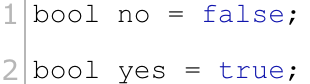 1 bool no = false;
2 bool yes = true;